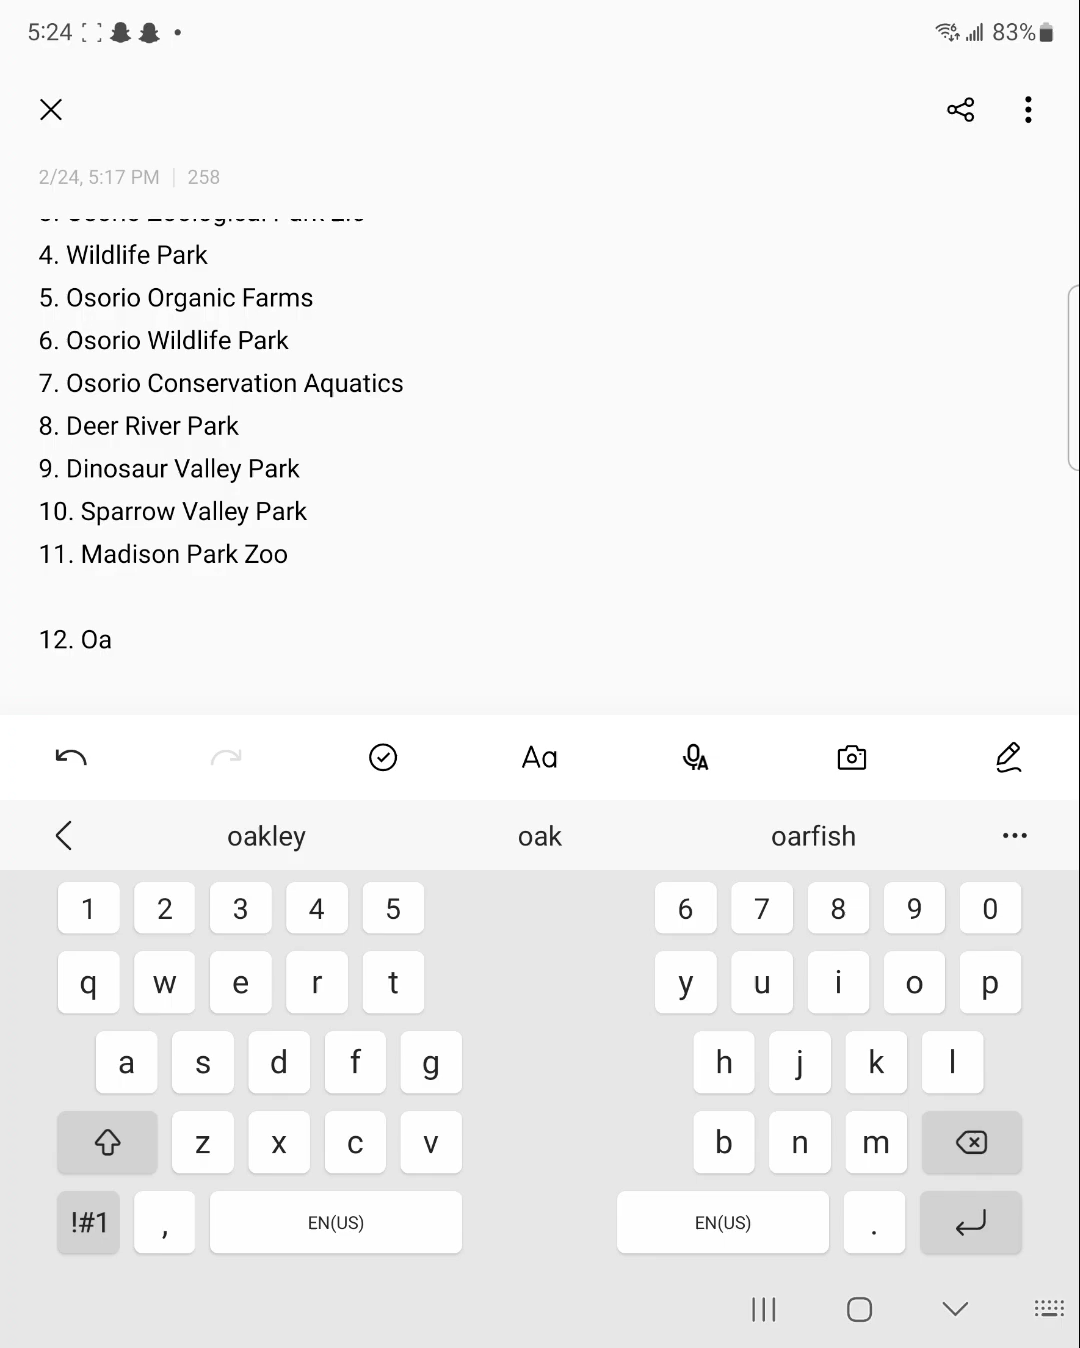 5:24
83%
2/24, 5:17 PM | 258
4. Wildlife Park
5. Osorio Organic Farms
6. Osorio Wildlife Park
7. Osorio Conservation Aquatics
8. Deer River Park
9. Dinosaur Valley Park
10. Sparrow Valley Park
11. Madison Park Zoo
12. Oa
Aa
oakley oak oarfish
1 2 3 4 5 6 7 8 9 0
q w e r t y u i o p
a s d f g h j k l
z x c v b n m
!#1 , EN(US) EN(US) .